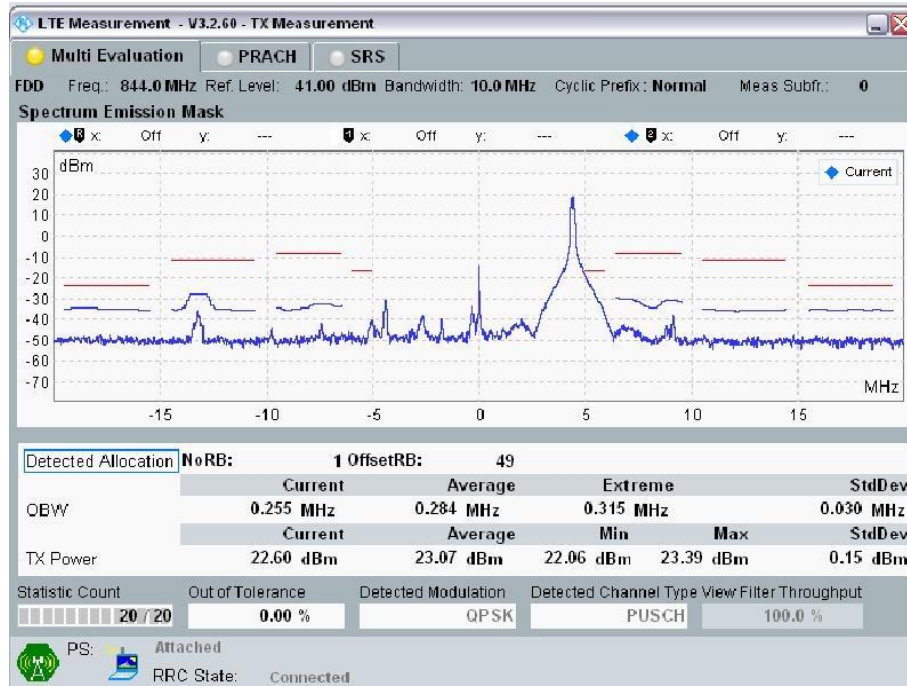 LTE Measurement - V3.2.60 - TX Measurement
Multi Evaluation PRACH SRS
FDD Freq.: 844.0 MHz Ref. Level: 41.00 dBm Bandwidth: 10.0 MHz Cyclic Prefix: Normal Meas Subfr.: 0
Spectrum Emission Mask
R x: Off y: --- 1 x: Off y: --- 2 x: Off y: ---
dBm
Current
30
20
10
0
-10
-20
-30
-40
-50
-60
-70
MHz
-15 -10 -5 0 5 10 15
Detected Allocation NoRB: 1 OffsetRB: 49
Current Average Extreme StdDev
OBW 0.255 MHz 0.284 MHz 0.315 MHz 0.030 MHz
Current Average Min Max StdDev
TX Power 22.60 dBm 23.07 dBm 22.06 dBm 23.39 dBm 0.15 dBm
Statistic Count Out of Tolerance Detected Modulation Detected Channel Type View Filter Throughput
20 / 20 0.00 % QPSK PUSCH 100.0 %
PS: Attached
RRC State: Connected